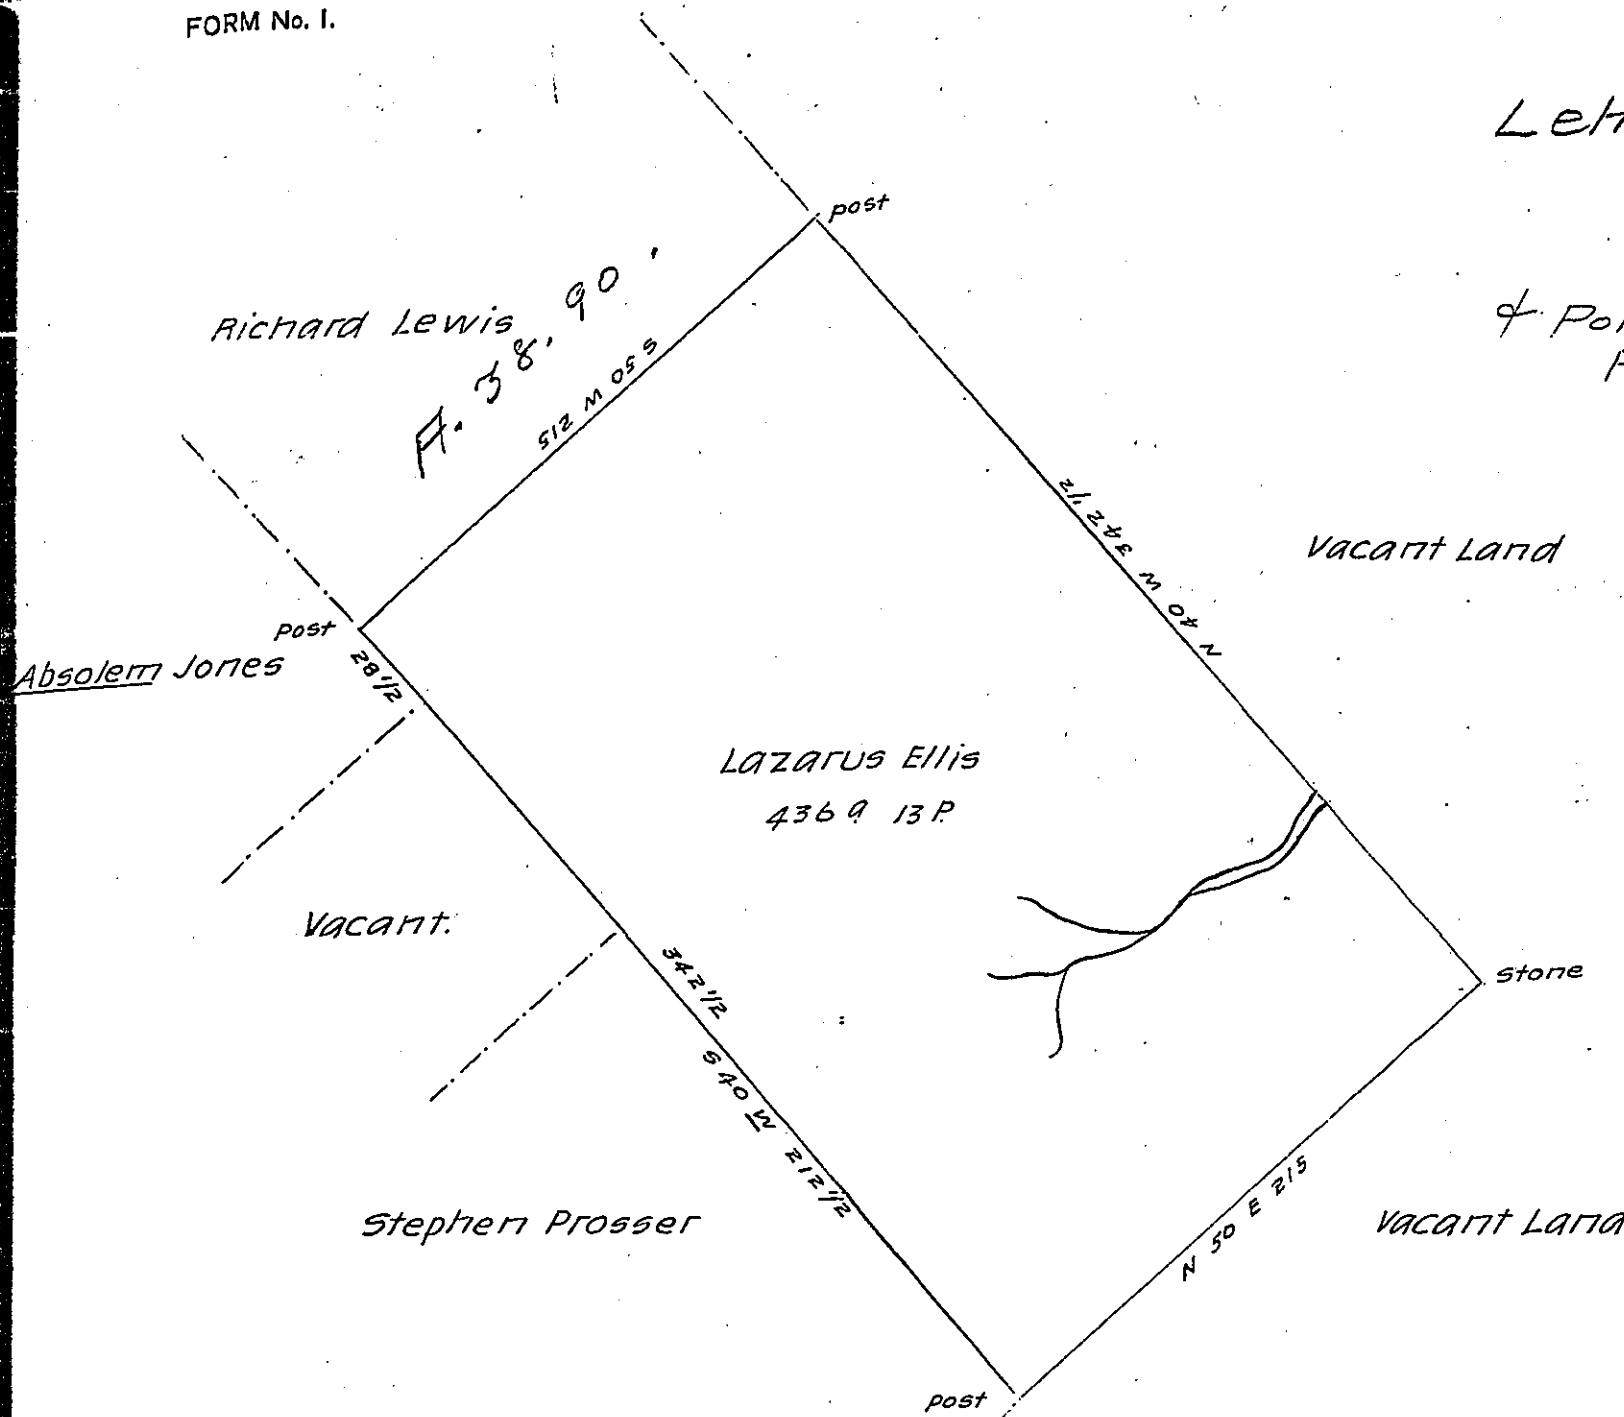 FORM No. 1.
post
Richard Lewis
A. 38. 90
S 50 W 215
N 40 W 342 1/2
Vacant Land
post
Absolem Jones
28 1/2
Lazarus Ellis
436 a 13 P.
Vacant.
342 1/2
S 40 W 212 1/2
stone
Stephen Prosser
N 50 E 215
Vacant Land
post